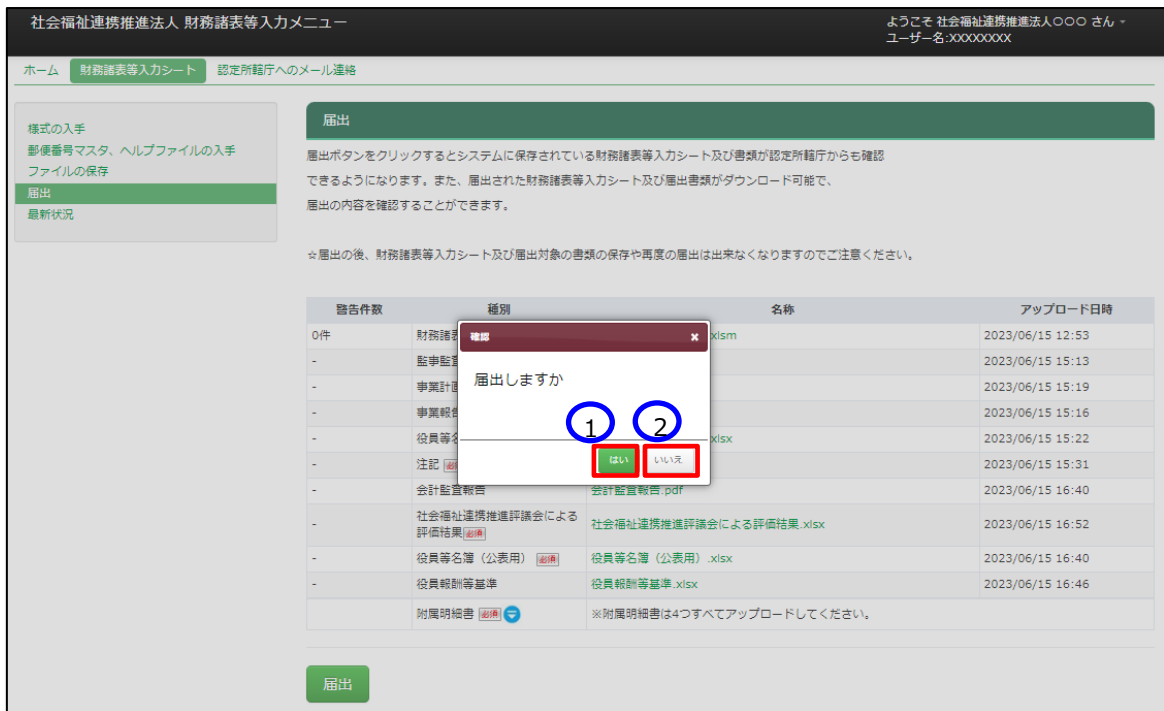 社会福祉連携推進法人 財務諸表等入力メニュー
ようこそ 社会福祉連携推進法人〇〇〇 さん
ユーザー名:XXXXXXXX
ホーム 財務諸表等入力シート 認定所轄庁へのメール連絡
様式の入手
郵便番号マスタ、ヘルプファイルの入手
ファイルの保存
届出
最新状況
届出
届出ボタンをクリックするとシステムに保存されている財務諸表等入力シート及び書類が認定所轄庁からも確認
できるようになります。また、届出された財務諸表等入力シート及び届出書類がダウンロード可能で、
届出の内容を確認することができます。
☆届出の後、財務諸表等入力シート及び届出対象の書類の保存や再度の届出は出来なくなりますのでご注意ください。
警告件数 種別 名称 アップロード日時
0件 財務諸表 .xlsm 2023/06/15 12:53
- 監事監査 2023/06/15 15:13
- 事業計画 2023/06/15 15:19
- 事業報告 2023/06/15 15:16
- 役員等名 .xlsx 2023/06/15 15:22
- 注記 2023/06/15 15:31
- 会計監査報告 会計監査報告.pdf 2023/06/15 16:40
- 社会福祉連携推進評議会による
評価結果 必須 社会福祉連携推進評議会による評価結果.xlsx 2023/06/15 16:52
- 役員等名簿（公表用） 必須 役員等名簿（公表用）.xlsx 2023/06/15 16:40
- 役員報酬等基準 役員報酬等基準.xlsx 2023/06/15 16:46
附属明細書 必須 ※附属明細書は4つすべてアップロードしてください。
確認 ×
届出しますか
1 2
はい いいえ
届出